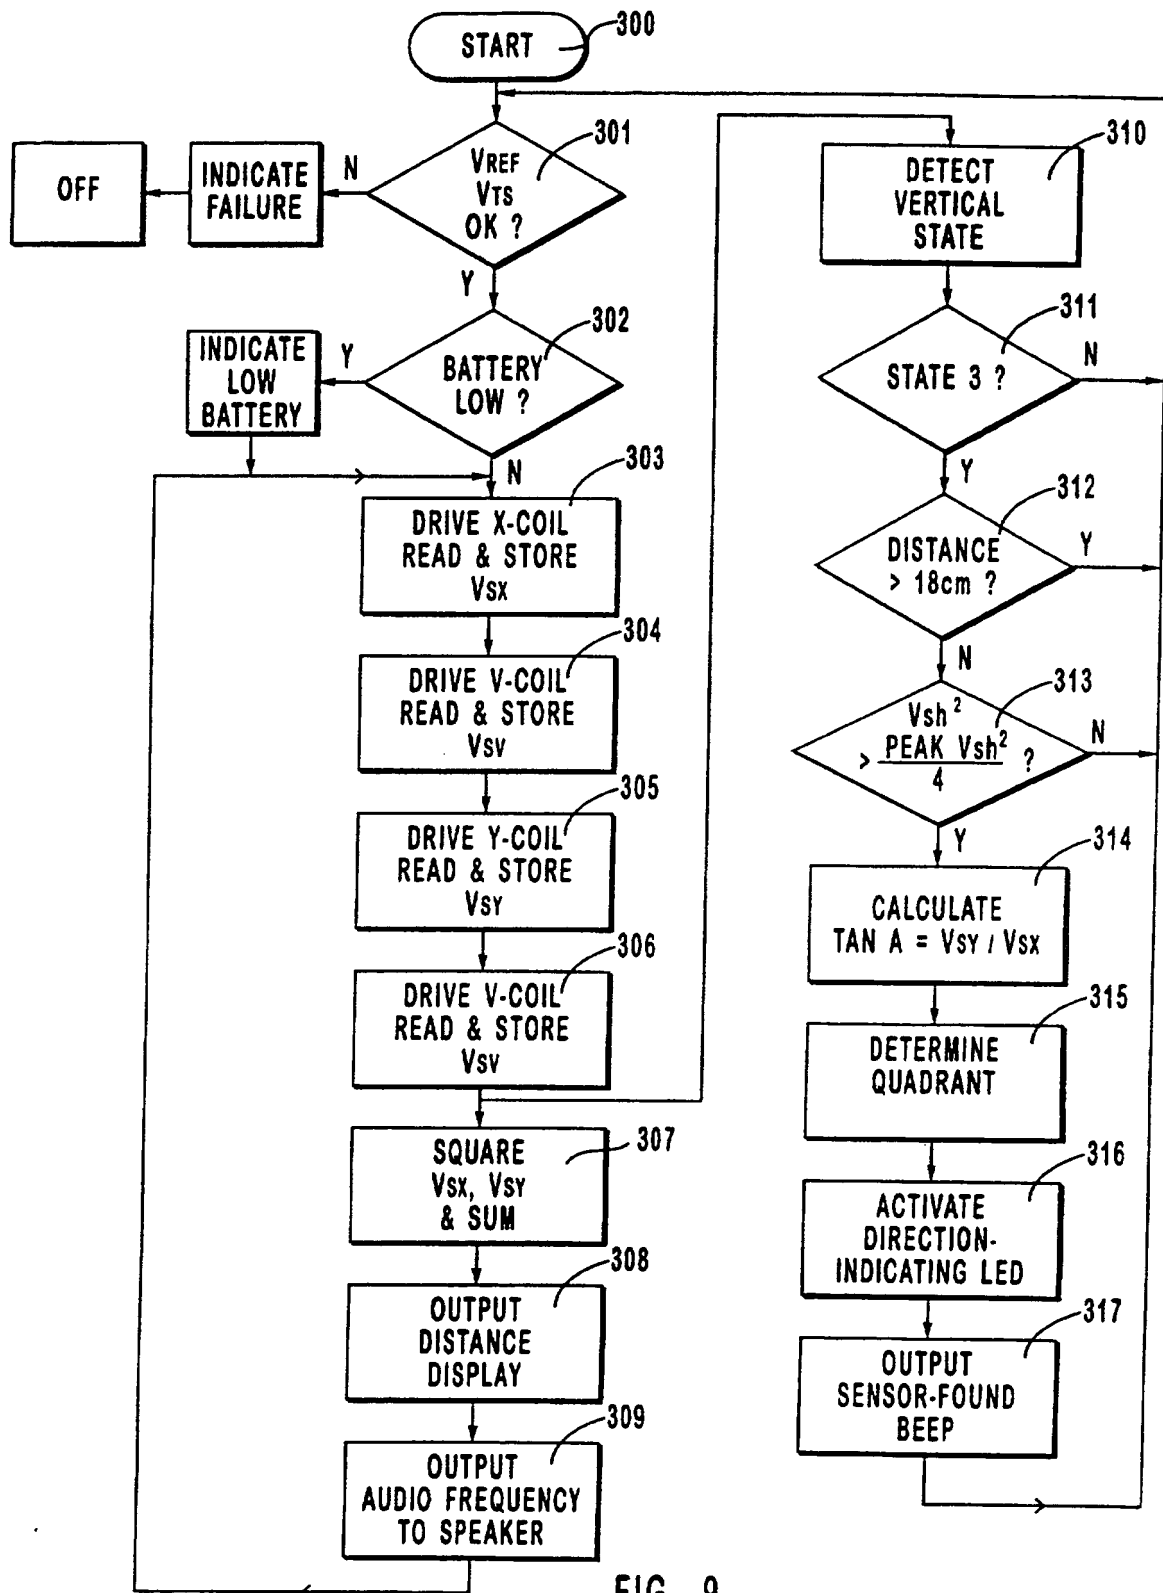 START
300
301
VREF
VTS
OK ?
N
INDICATE
FAILURE
OFF
Y
302
BATTERY
LOW ?
Y
INDICATE
LOW
BATTERY
N
303
DRIVE X-COIL
READ & STORE
VSX
304
DRIVE V-COIL
READ & STORE
VSV
305
DRIVE Y-COIL
READ & STORE
VSY
306
DRIVE V-COIL
READ & STORE
VSV
307
SQUARE
VSX, VSY
& SUM
308
OUTPUT
DISTANCE
DISPLAY
309
OUTPUT
AUDIO FREQUENCY
TO SPEAKER
310
DETECT
VERTICAL
STATE
311
STATE 3 ?
N
Y
312
DISTANCE
> 18cm ?
Y
N
313
Vsh²
> PEAK Vsh² ?
4
N
Y
314
CALCULATE
TAN A = VSY / VSX
315
DETERMINE
QUADRANT
316
ACTIVATE
DIRECTION-
INDICATING LED
317
OUTPUT
SENSOR-FOUND
BEEP
FIG. 9